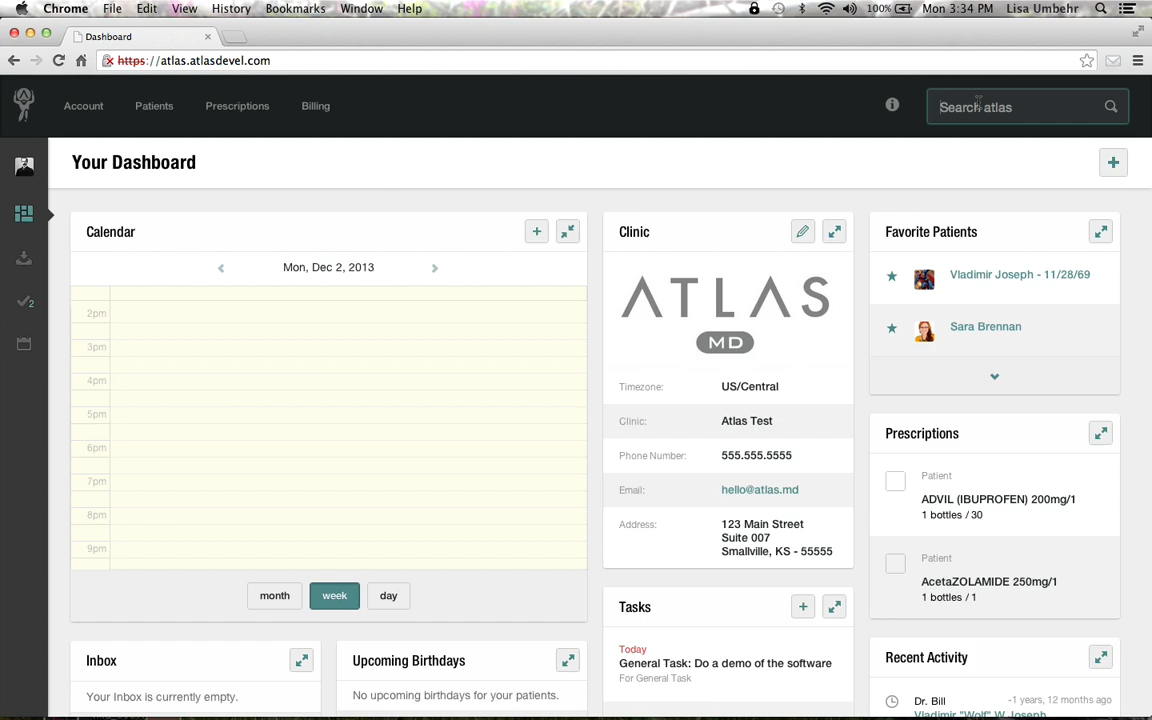 Chrome File Edit View History Bookmarks Window Help 100% Mon 3:34 PM Lisa Umbehr
Dashboard
https://atlas.atlasdevel.com
Account Patients Prescriptions Billing Search atlas
Your Dashboard
2
Calendar
Mon, Dec 2, 2013
2pm
3pm
4pm
5pm
6pm
7pm
8pm
9pm
month week day
Inbox
Your Inbox is currently empty.
Upcoming Birthdays
No upcoming birthdays for your patients.
Clinic
ATLAS
MD
Timezone: US/Central
Clinic: Atlas Test
Phone Number: 555.555.5555
Email: hello@atlas.md
Address: 123 Main Street
Suite 007
Smallville, KS - 55555
Tasks
Today
General Task: Do a demo of the software
For General Task
Favorite Patients
Vladimir Joseph - 11/28/69
Sara Brennan
Prescriptions
Patient
ADVIL (IBUPROFEN) 200mg/1
1 bottles / 30
Patient
AcetaZOLAMIDE 250mg/1
1 bottles / 1
Recent Activity
Dr. Bill -1 years, 12 months ago
Vladimir "Wolf" W Joseph